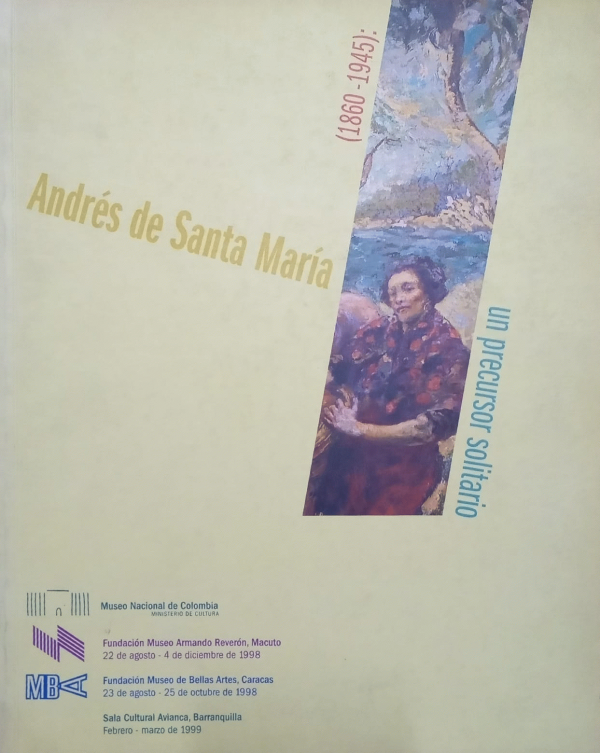 Andrés de Santa María
(1860 -1945):
un precursor solitario
Museo Nacional de Colombia
MINISTERIO DE CULTURA
Fundación Museo Armando Reverón, Macuto
22 de agosto - 4 de diciembre de 1998
MBA
Fundación Museo de Bellas Artes, Caracas
23 de agosto - 25 de octubre de 1998
Sala Cultural Avianca, Barranquilla
Febrero - marzo de 1999